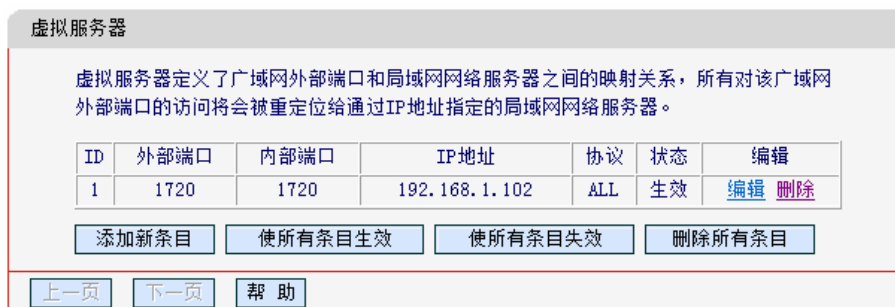 虚拟服务器
虚拟服务器定义了广域网外部端口和局域网网络服务器之间的映射关系，所有对该广域网
外部端口的访问将会被重定位给通过IP地址指定的局域网网络服务器。
ID 外部端口 内部端口 IP地址 协议 状态 编辑
1 1720 1720 192.168.1.102 ALL 生效 编辑 删除
添加新条目 使所有条目生效 使所有条目失效 删除所有条目
上一页 下一页 帮 助